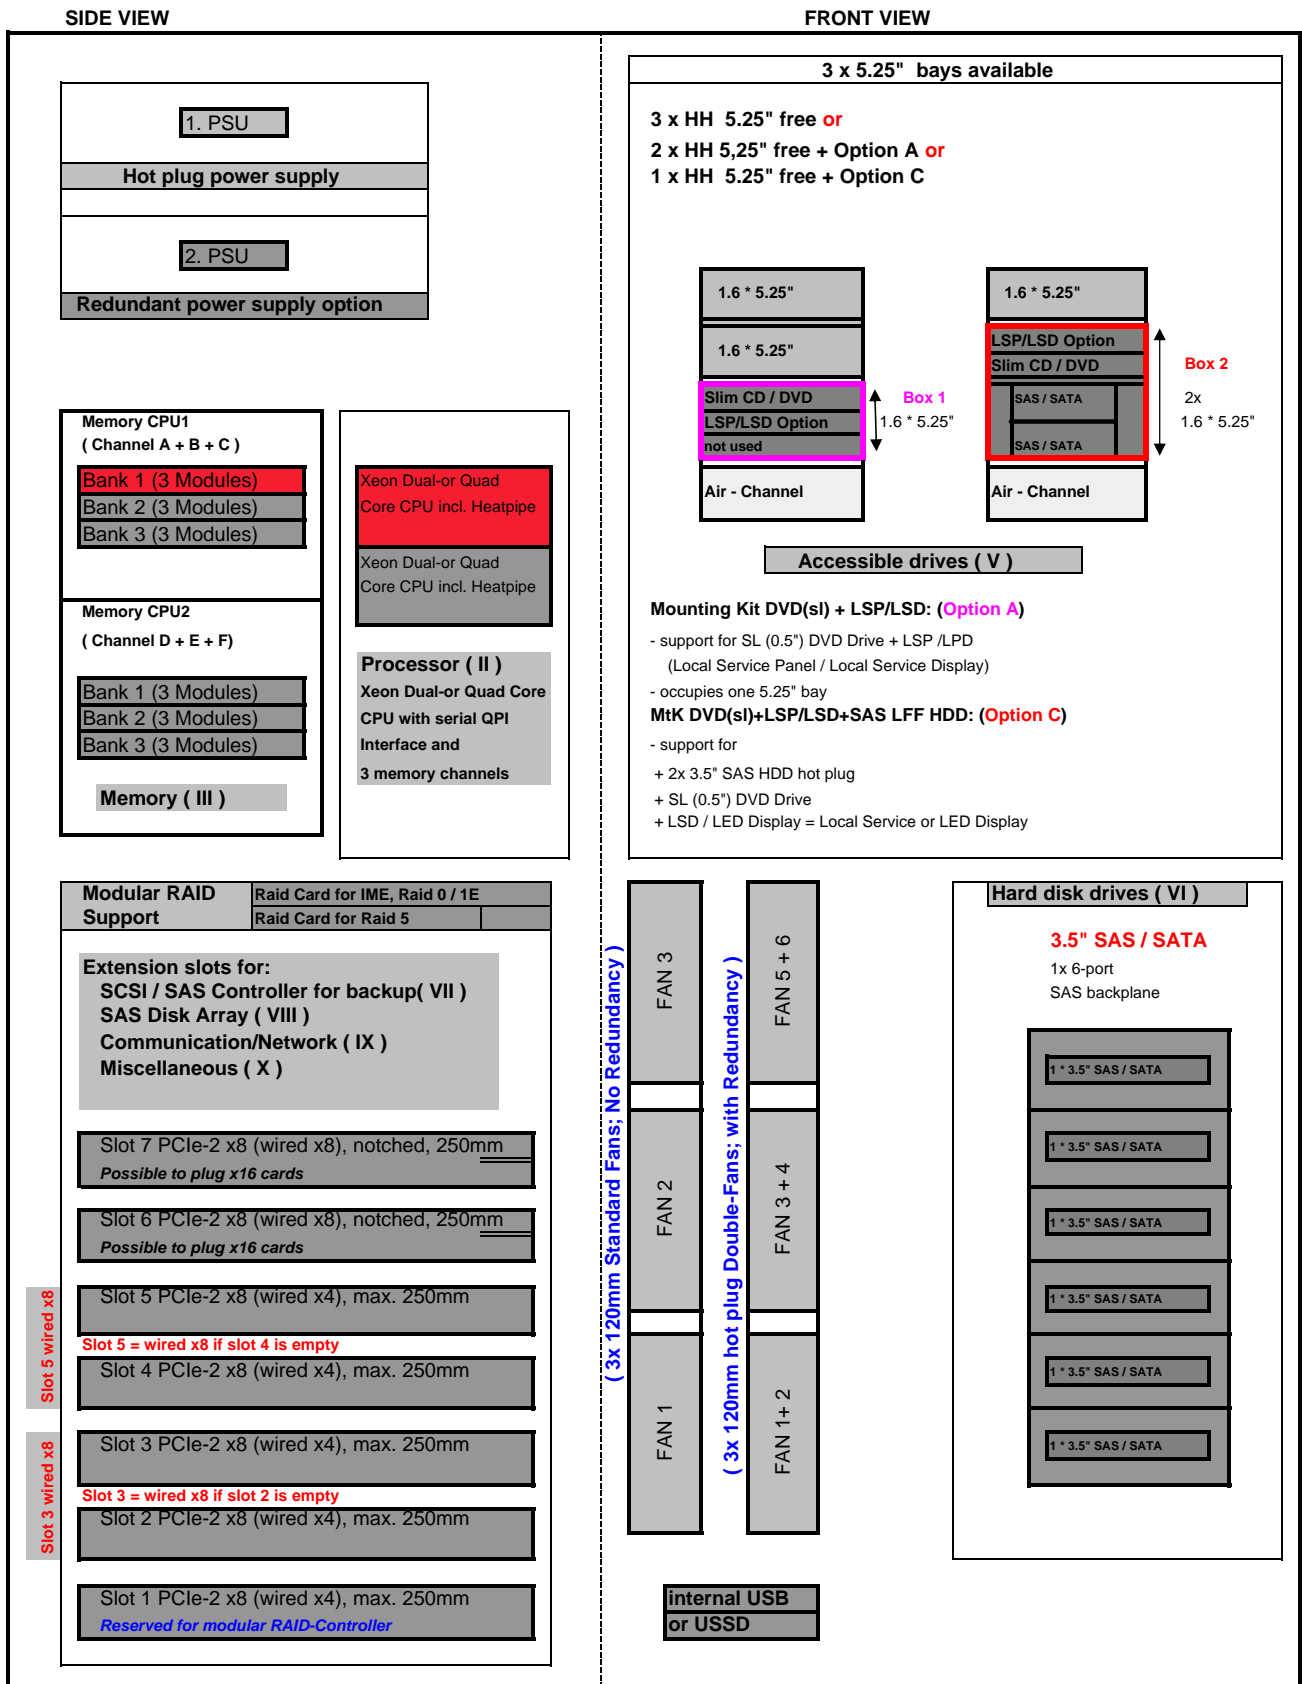 SIDE VIEW
FRONT VIEW
1. PSU
Hot plug power supply
2. PSU
Redundant power supply option
Memory CPU1
( Channel A + B + C )
Bank 1 (3 Modules)
Bank 2 (3 Modules)
Bank 3 (3 Modules)
Memory CPU2
( Channel D + E + F)
Bank 1 (3 Modules)
Bank 2 (3 Modules)
Bank 3 (3 Modules)
Memory ( III )
Xeon Dual-or Quad
Core CPU incl. Heatpipe
Xeon Dual-or Quad
Core CPU incl. Heatpipe
Processor ( II )
Xeon Dual-or Quad Core
CPU with serial QPI
Interface and
3 memory channels
Modular RAID
Support
Raid Card for IME, Raid 0 / 1E
Raid Card for Raid 5
Extension slots for:
SCSI / SAS Controller for backup( VII )
SAS Disk Array ( VIII )
Communication/Network ( IX )
Miscellaneous ( X )
Slot 7 PCIe-2 x8 (wired x8), notched, 250mm
Possible to plug x16 cards
Slot 6 PCIe-2 x8 (wired x8), notched, 250mm
Possible to plug x16 cards
Slot 5 wired x8
Slot 5 PCIe-2 x8 (wired x4), max. 250mm
Slot 5 = wired x8 if slot 4 is empty
Slot 4 PCIe-2 x8 (wired x4), max. 250mm
Slot 3 wired x8
Slot 3 PCIe-2 x8 (wired x4), max. 250mm
Slot 3 = wired x8 if slot 2 is empty
Slot 2 PCIe-2 x8 (wired x4), max. 250mm
Slot 1 PCIe-2 x8 (wired x4), max. 250mm
Reserved for modular RAID-Controller
3 x 5.25" bays available
3 x HH 5.25" free or
2 x HH 5,25" free + Option A or
1 x HH 5.25" free + Option C
1.6 * 5.25"
1.6 * 5.25"
Slim CD / DVD
LSP/LSD Option
not used
Air - Channel
Box 1
1.6 * 5.25"
1.6 * 5.25"
LSP/LSD Option
Slim CD / DVD
SAS / SATA
SAS / SATA
Air - Channel
Box 2
2x
1.6 * 5.25"
Accessible drives ( V )
Mounting Kit DVD(sl) + LSP/LSD: (Option A)
- support for SL (0.5") DVD Drive + LSP /LPD
(Local Service Panel / Local Service Display)
- occupies one 5.25" bay
MtK DVD(sl)+LSP/LSD+SAS LFF HDD: (Option C)
- support for
+ 2x 3.5" SAS HDD hot plug
+ SL (0.5") DVD Drive
+ LSD / LED Display = Local Service or LED Display
( 3x 120mm Standard Fans; No Redundancy )
FAN 3
FAN 2
FAN 1
( 3x 120mm hot plug Double-Fans; with Redundancy )
FAN 5 + 6
FAN 3 + 4
FAN 1+ 2
internal USB
or USSD
Hard disk drives ( VI )
3.5" SAS / SATA
1x 6-port
SAS backplane
1 * 3.5" SAS / SATA
1 * 3.5" SAS / SATA
1 * 3.5" SAS / SATA
1 * 3.5" SAS / SATA
1 * 3.5" SAS / SATA
1 * 3.5" SAS / SATA